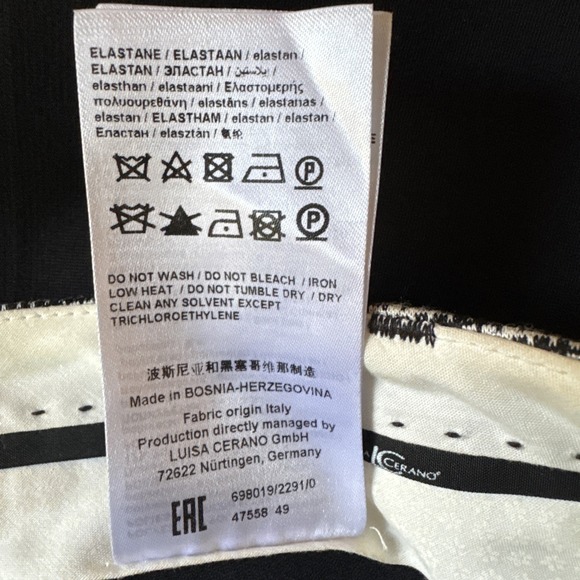 ELASTANE / ELASTAAN / elastan /
ELASTAN / ЭЛАСТАН / إيلاستين /
elasthan / elastaani / Ελαστομερής
πολυουρεθάνη / elastāns / elastanas /
elastan / ELASTHAM / elastan / elastan /
Еластан / elasztán / 氨纶
P
P
DO NOT WASH / DO NOT BLEACH / IRON
LOW HEAT / DO NOT TUMBLE DRY / DRY
CLEAN ANY SOLVENT EXCEPT
TRICHLOROETHYLENE
波斯尼亚和黑塞哥维那制造
Made in BOSNIA-HERZEGOVINA
Fabric origin Italy
Production directly managed by
LUISA CERANO GmbH
72622 Nürtingen, Germany
EAC
698019/2291/0
47558 49
CERANO®